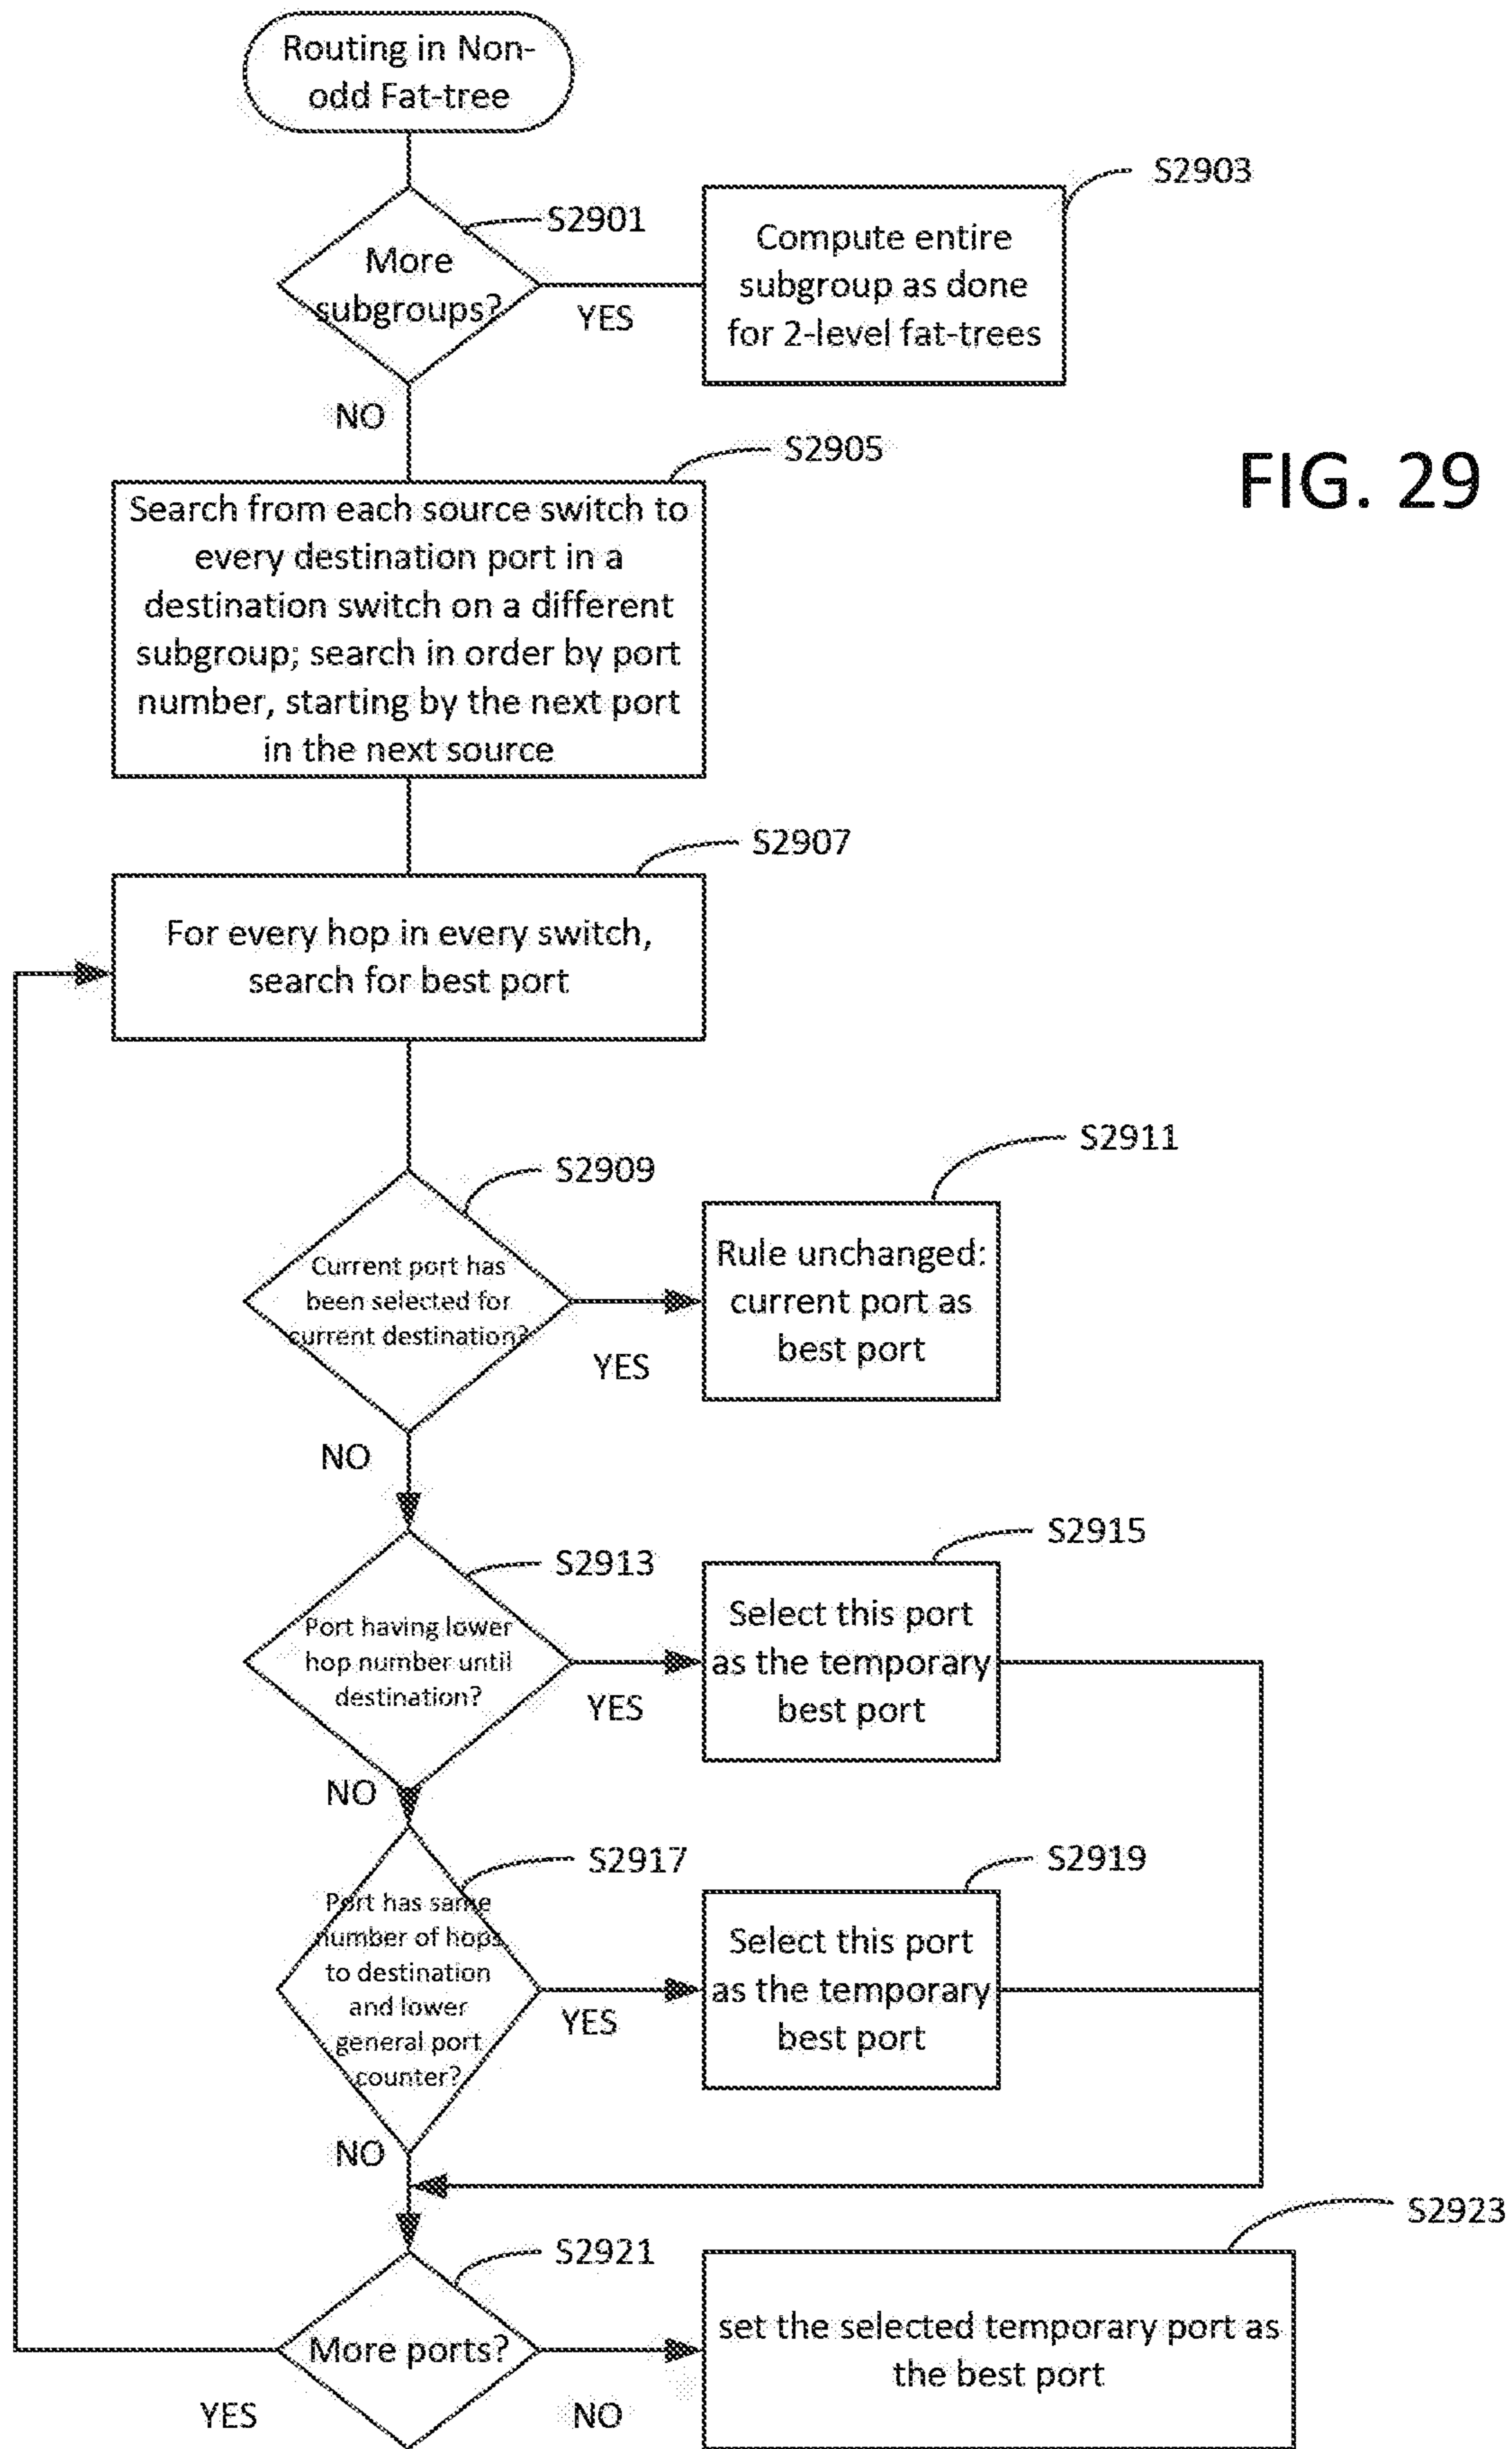 Routing in Non-
odd Fat-tree
S2901
S2903
More
subgroups?
YES
Compute entire
subgroup as done
for 2-level fat-trees
NO
S2905
FIG. 29
Search from each source switch to
every destination port in a
destination switch on a different
subgroup; search in order by port
number, starting by the next port
in the next source
S2907
For every hop in every switch,
search for best port
S2909
S2911
Current port has
been selected for
current destination?
YES
Rule unchanged:
current port as
best port
NO
S2913
S2915
Port having lower
hop number until
destination?
YES
Select this port
as the temporary
best port
NO
S2917
S2919
Port has same
number of hops
to destination
and lower
general port
counter?
YES
Select this port
as the temporary
best port
NO
S2921
S2923
More ports?
YES
NO
set the selected temporary port as
the best port